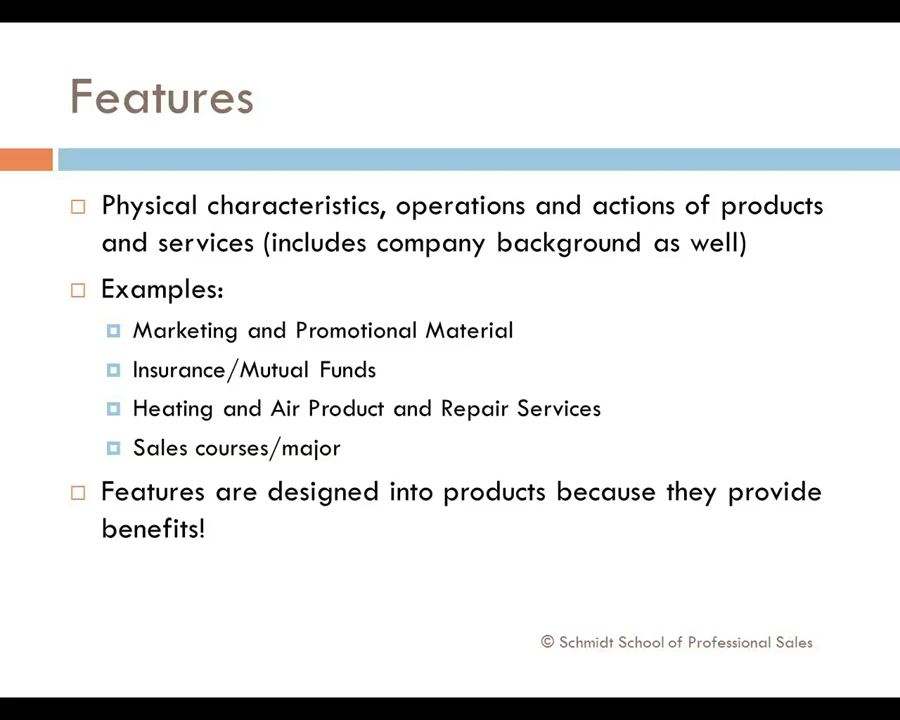 Features
Physical characteristics, operations and actions of products
and services (includes company background as well)
Examples:
Marketing and Promotional Material
Insurance/Mutual Funds
Heating and Air Product and Repair Services
Sales courses/major
Features are designed into products because they provide
benefits!
© Schmidt School of Professional Sales